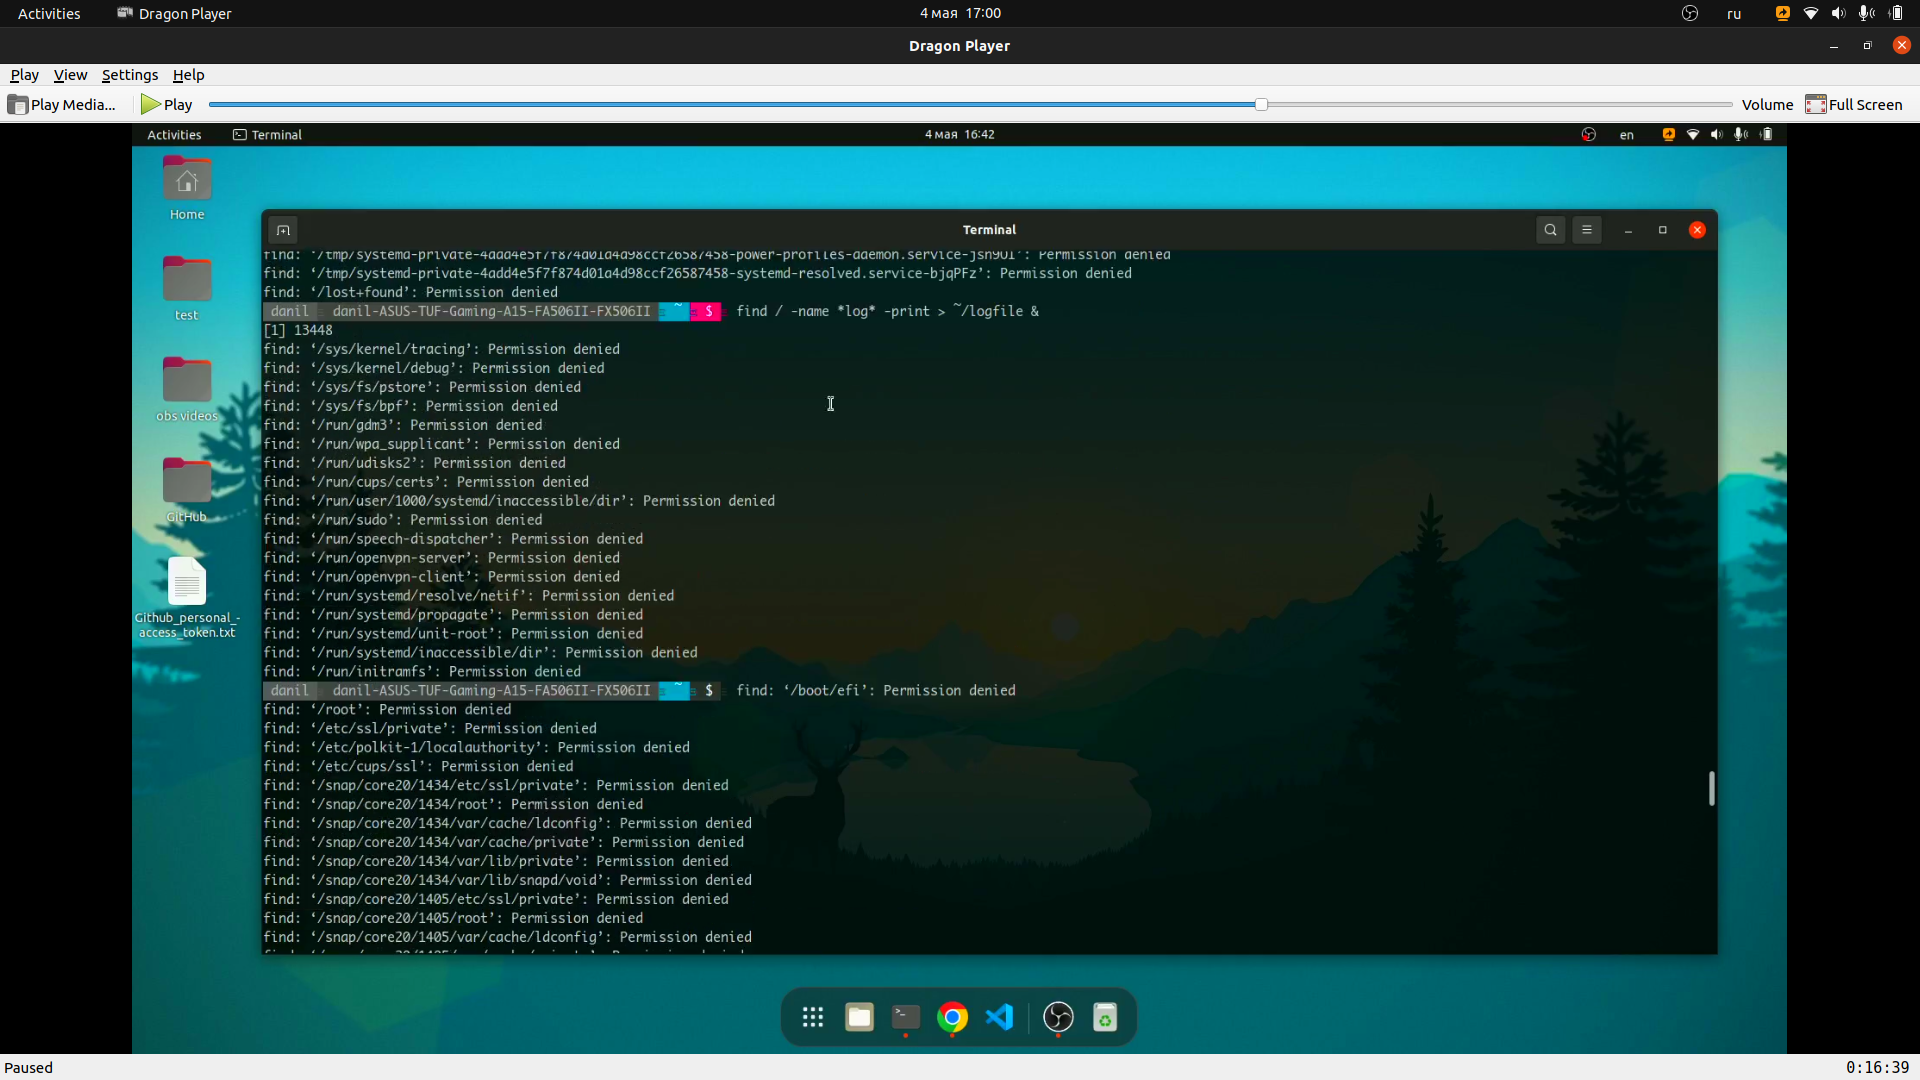 Activities Dragon Player 4 мая 17:00 ru
Dragon Player
Play View Settings Help
Play Media... Play Volume Full Screen
Activities Terminal 4 мая 16:42 en
Home
test
obs videos
GitHub
Github_personal_-
access_token.txt
Terminal
find: ‘/tmp/systemd-private-4add4e5f7f874d01a4d98ccf26587458-power-profiles-daemon.service-jsh9OI’: Permission denied
find: ‘/tmp/systemd-private-4add4e5f7f874d01a4d98ccf26587458-systemd-resolved.service-bjqPFz’: Permission denied
find: ‘/lost+found’: Permission denied
danil danil-ASUS-TUF-Gaming-A15-FA506II-FX506II ~ $ find / -name *log* -print > ~/logfile &
[1] 13448
find: ‘/sys/kernel/tracing’: Permission denied
find: ‘/sys/kernel/debug’: Permission denied
find: ‘/sys/fs/pstore’: Permission denied
find: ‘/sys/fs/bpf’: Permission denied
find: ‘/run/gdm3’: Permission denied
find: ‘/run/wpa_supplicant’: Permission denied
find: ‘/run/udisks2’: Permission denied
find: ‘/run/cups/certs’: Permission denied
find: ‘/run/user/1000/systemd/inaccessible/dir’: Permission denied
find: ‘/run/sudo’: Permission denied
find: ‘/run/speech-dispatcher’: Permission denied
find: ‘/run/openvpn-server’: Permission denied
find: ‘/run/openvpn-client’: Permission denied
find: ‘/run/systemd/resolve/netif’: Permission denied
find: ‘/run/systemd/propagate’: Permission denied
find: ‘/run/systemd/unit-root’: Permission denied
find: ‘/run/systemd/inaccessible/dir’: Permission denied
find: ‘/run/initramfs’: Permission denied
danil danil-ASUS-TUF-Gaming-A15-FA506II-FX506II ~ $ find: ‘/boot/efi’: Permission denied
find: ‘/root’: Permission denied
find: ‘/etc/ssl/private’: Permission denied
find: ‘/etc/polkit-1/localauthority’: Permission denied
find: ‘/etc/cups/ssl’: Permission denied
find: ‘/snap/core20/1434/etc/ssl/private’: Permission denied
find: ‘/snap/core20/1434/root’: Permission denied
find: ‘/snap/core20/1434/var/cache/ldconfig’: Permission denied
find: ‘/snap/core20/1434/var/cache/private’: Permission denied
find: ‘/snap/core20/1434/var/lib/private’: Permission denied
find: ‘/snap/core20/1434/var/lib/snapd/void’: Permission denied
find: ‘/snap/core20/1405/etc/ssl/private’: Permission denied
find: ‘/snap/core20/1405/root’: Permission denied
find: ‘/snap/core20/1405/var/cache/ldconfig’: Permission denied
Paused 0:16:39